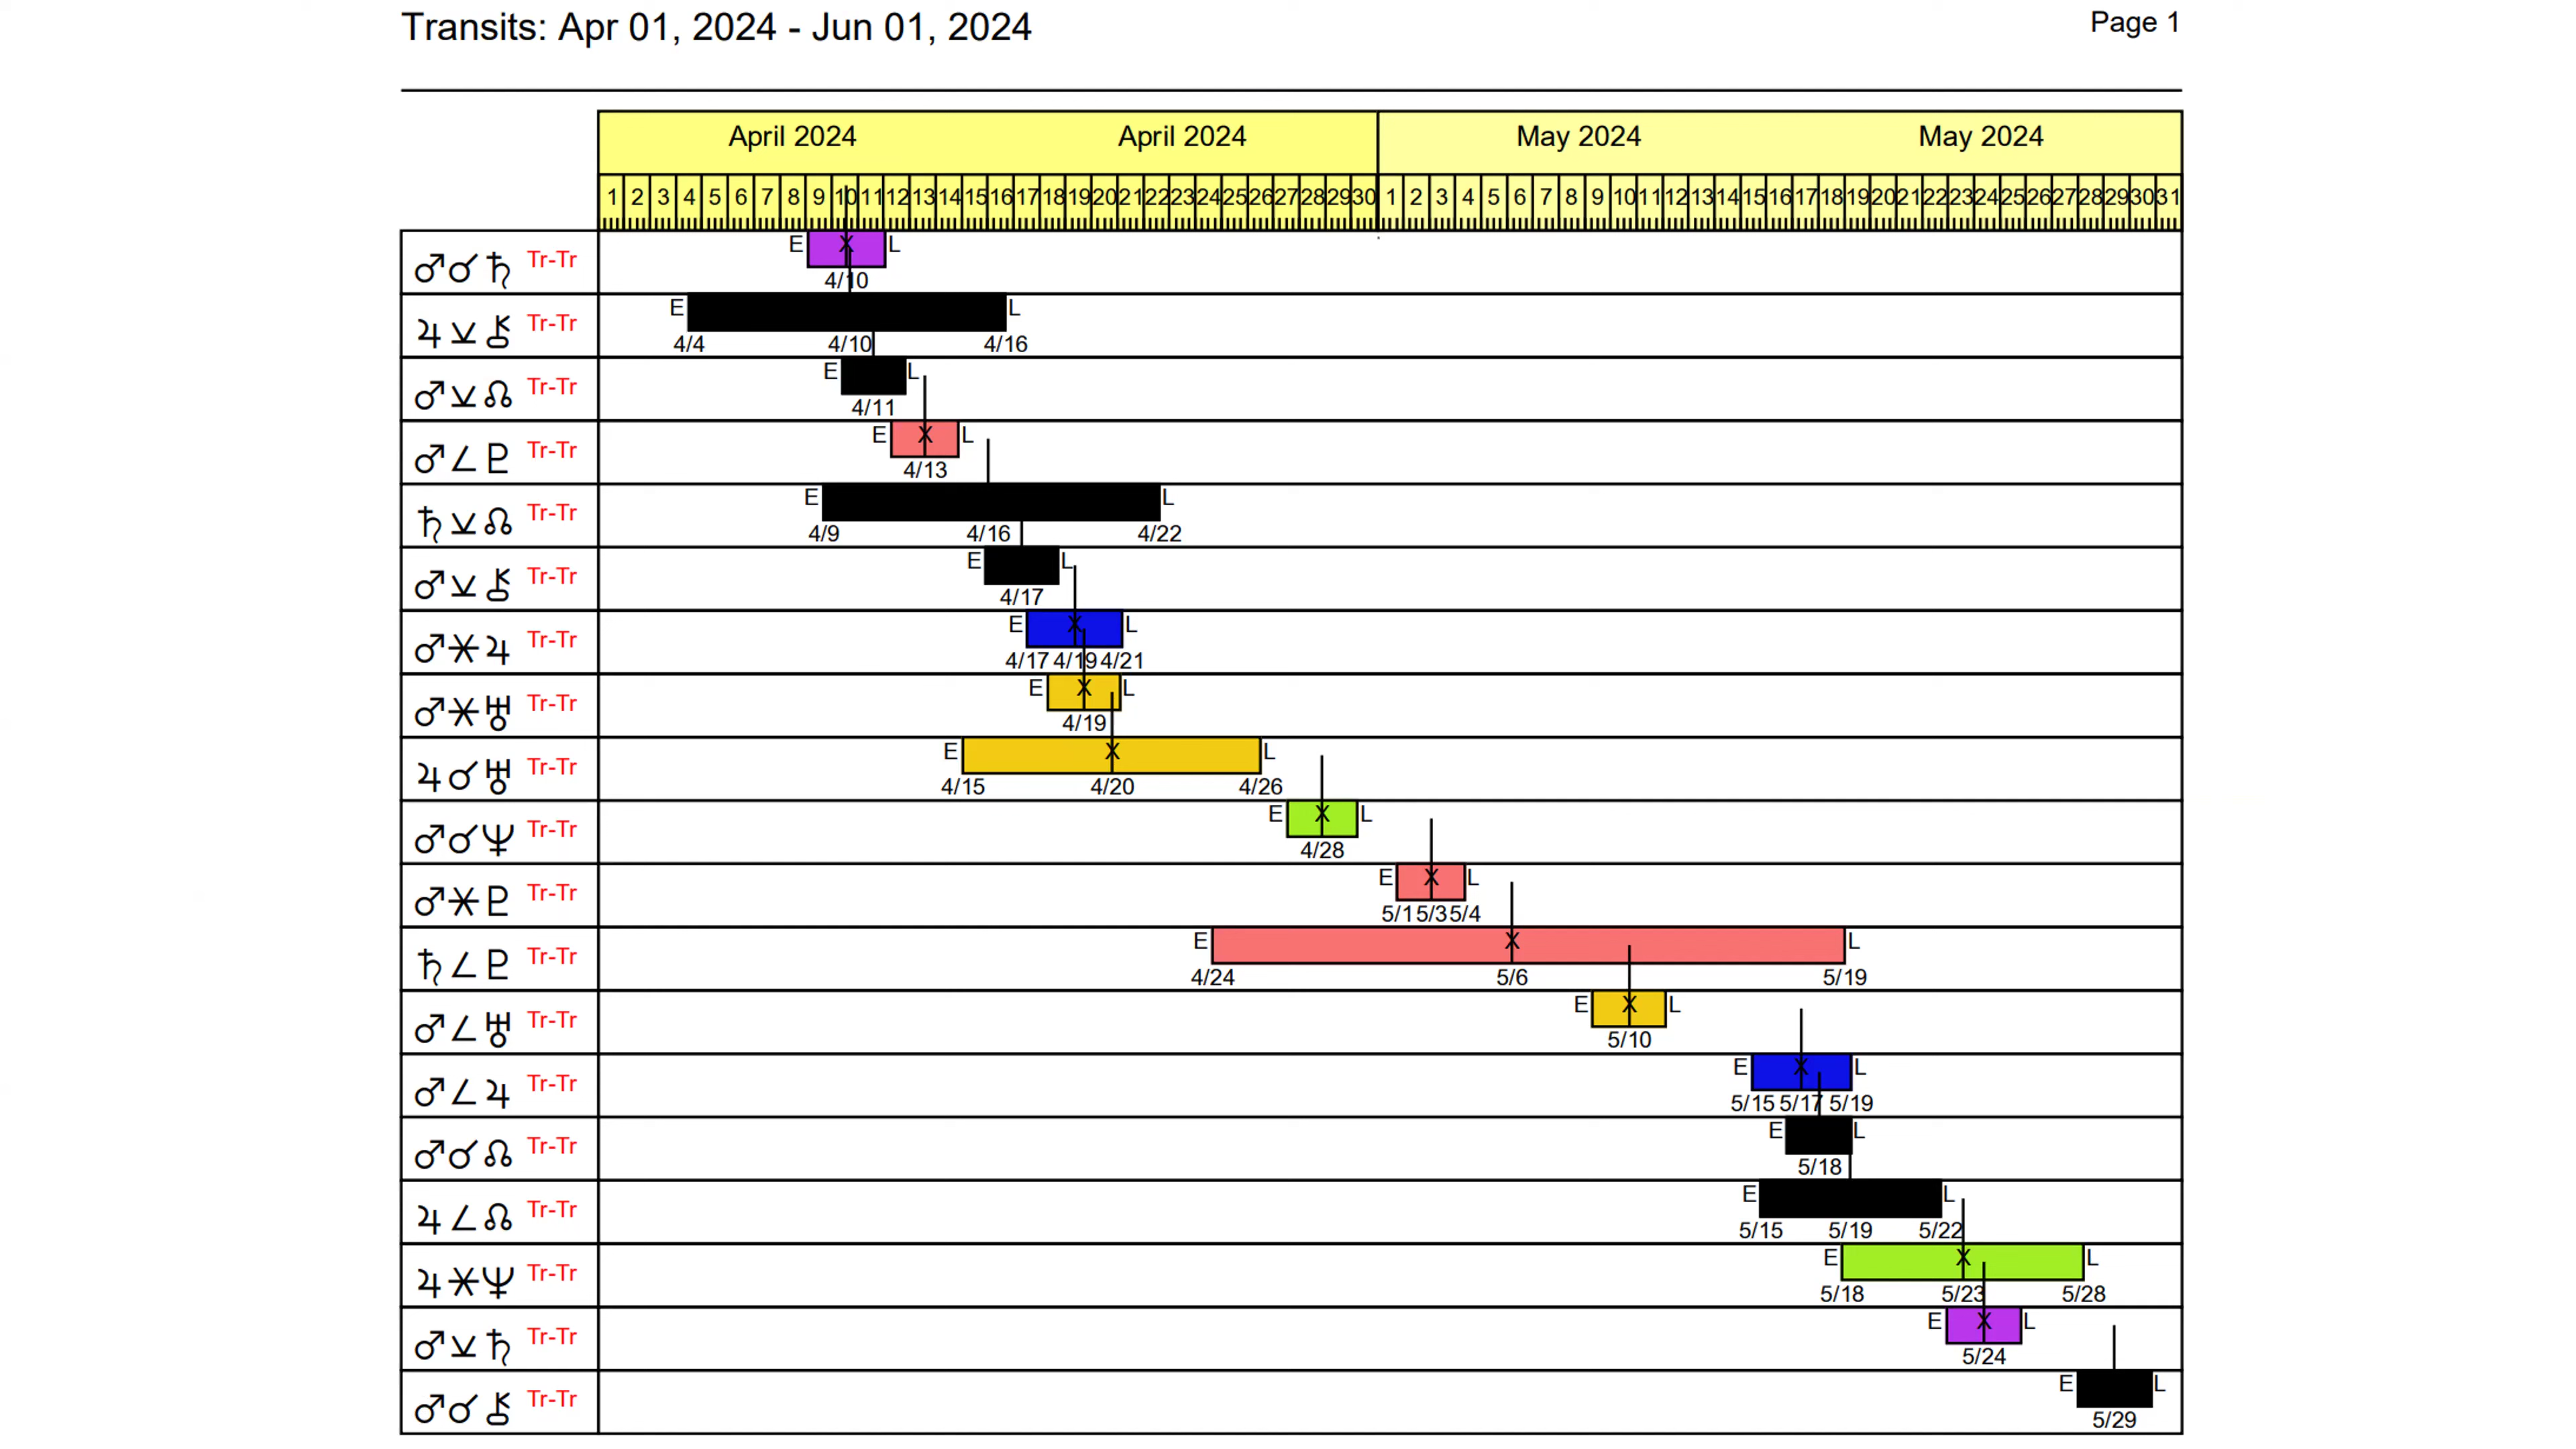 Transits: Apr 01, 2024 - Jun 01, 2024
Page 1
April 2024 April 2024 May 2024 May 2024
1 2 3 4 5 6 7 8 9 10 11 12 13 14 15 16 17 18 19 20 21 22 23 24 25 26 27 28 29 30 1 2 3 4 5 6 7 8 9 10 11 12 13 14 15 16 17 18 19 20 21 22 23 24 25 26 27 28 29 30 31
♂☌♄ Tr-Tr E X L
4/10
♃⚺⚷ Tr-Tr E L
4/4 4/10 4/16
♂⚺☊ Tr-Tr E L
4/11
♂∠♇ Tr-Tr E X L
4/13
♄⚺☊ Tr-Tr E L
4/9 4/16 4/22
♂⚺⚷ Tr-Tr E L
4/17
♂⚹♃ Tr-Tr E X L
4/17 4/19 4/21
♂⚹♅ Tr-Tr E X L
4/19
♃☌♅ Tr-Tr E X L
4/15 4/20 4/26
♂☌♆ Tr-Tr E X L
4/28
♂⚹♇ Tr-Tr E X L
5/1 5/3 5/4
♄∠♇ Tr-Tr E X L
4/24 5/6 5/19
♂∠♅ Tr-Tr E X L
5/10
♂∠♃ Tr-Tr E X L
5/15 5/17 5/19
♂☌☊ Tr-Tr E L
5/18
♃∠☊ Tr-Tr E L
5/15 5/19 5/22
♃⚹♆ Tr-Tr E X L
5/18 5/23 5/28
♂⚺♄ Tr-Tr E X L
5/24
♂☌⚷ Tr-Tr E L
5/29